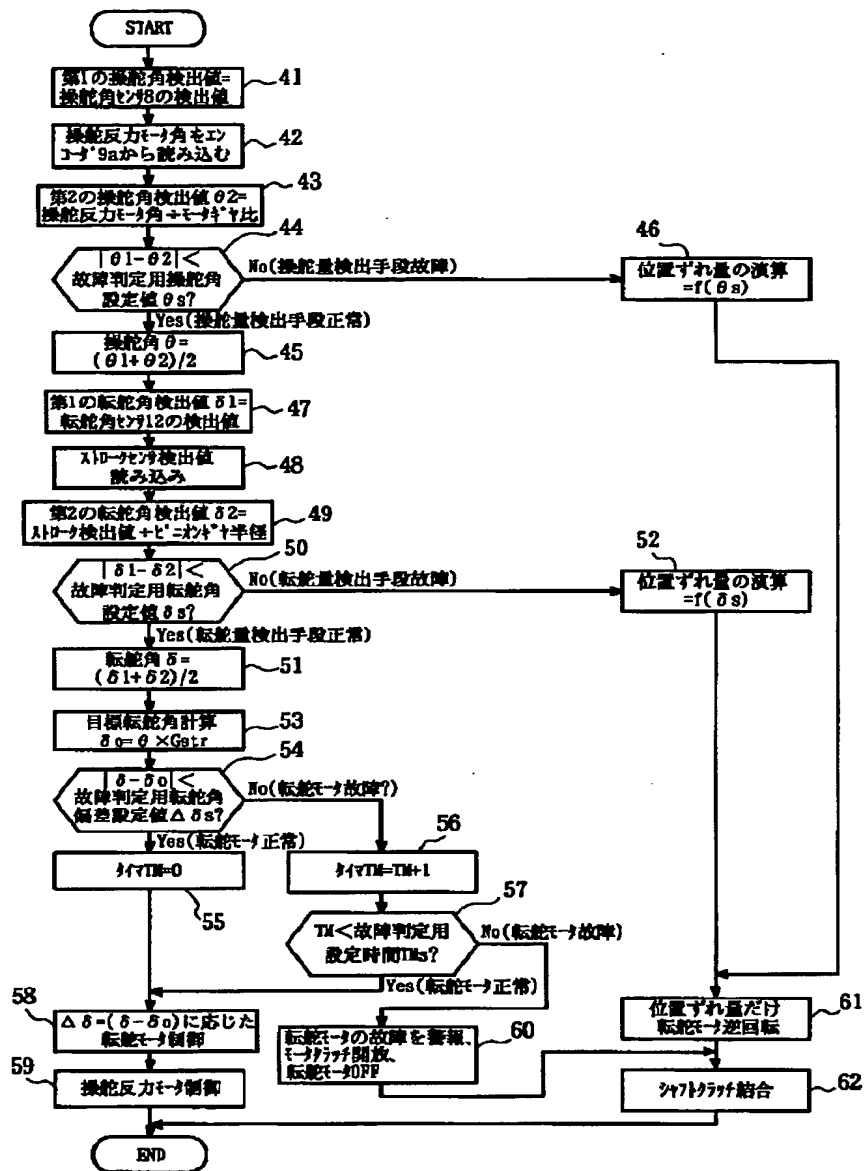 START
第1の操舵角検出値=
操舵角センサ8の検出値
41
操舵反力モータ角をエン
コーダ9aから読み込む
42
第2の操舵角検出値θ2=
操舵反力モータ角÷モータギヤ比
43
|θ1-θ2|<
故障判定用操舵角
設定値θs?
44
No(操舵量検出手段故障)
位置ずれ量の演算
=f(θs)
46
Yes(操舵量検出手段正常)
操舵角θ=
(θ1+θ2)/2
45
第1の転舵角検出値δ1=
転舵角センサ12の検出値
47
ストロークセンサ検出値
読み込み
48
第2の転舵角検出値δ2=
ストローク検出値÷ピニオンギヤ半径
49
|δ1-δ2|<
故障判定用転舵角
設定値δs?
50
No(転舵量検出手段故障)
位置ずれ量の演算
=f(δs)
52
Yes(転舵量検出手段正常)
転舵角δ=
(δ1+δ2)/2
51
目標転舵角計算
δo=θ×Gstr
53
|δ-δo|<
故障判定用転舵角
偏差設定値△δs?
54
No(転舵モータ故障?)
Yes(転舵モータ正常)
タイマTM=0
55
タイマTM=TM+1
56
TM<故障判定用
設定時間TMs?
57
No(転舵モータ故障)
Yes(転舵モータ正常)
58
△δ=(δ-δo)に応じた
転舵モータ制御
転舵モータの故障を警報、
モータクラッチ開放、
転舵モータOFF
60
位置ずれ量だけ
転舵モータ逆回転
61
59
操舵反力モータ制御
シャフトクラッチ結合
62
END